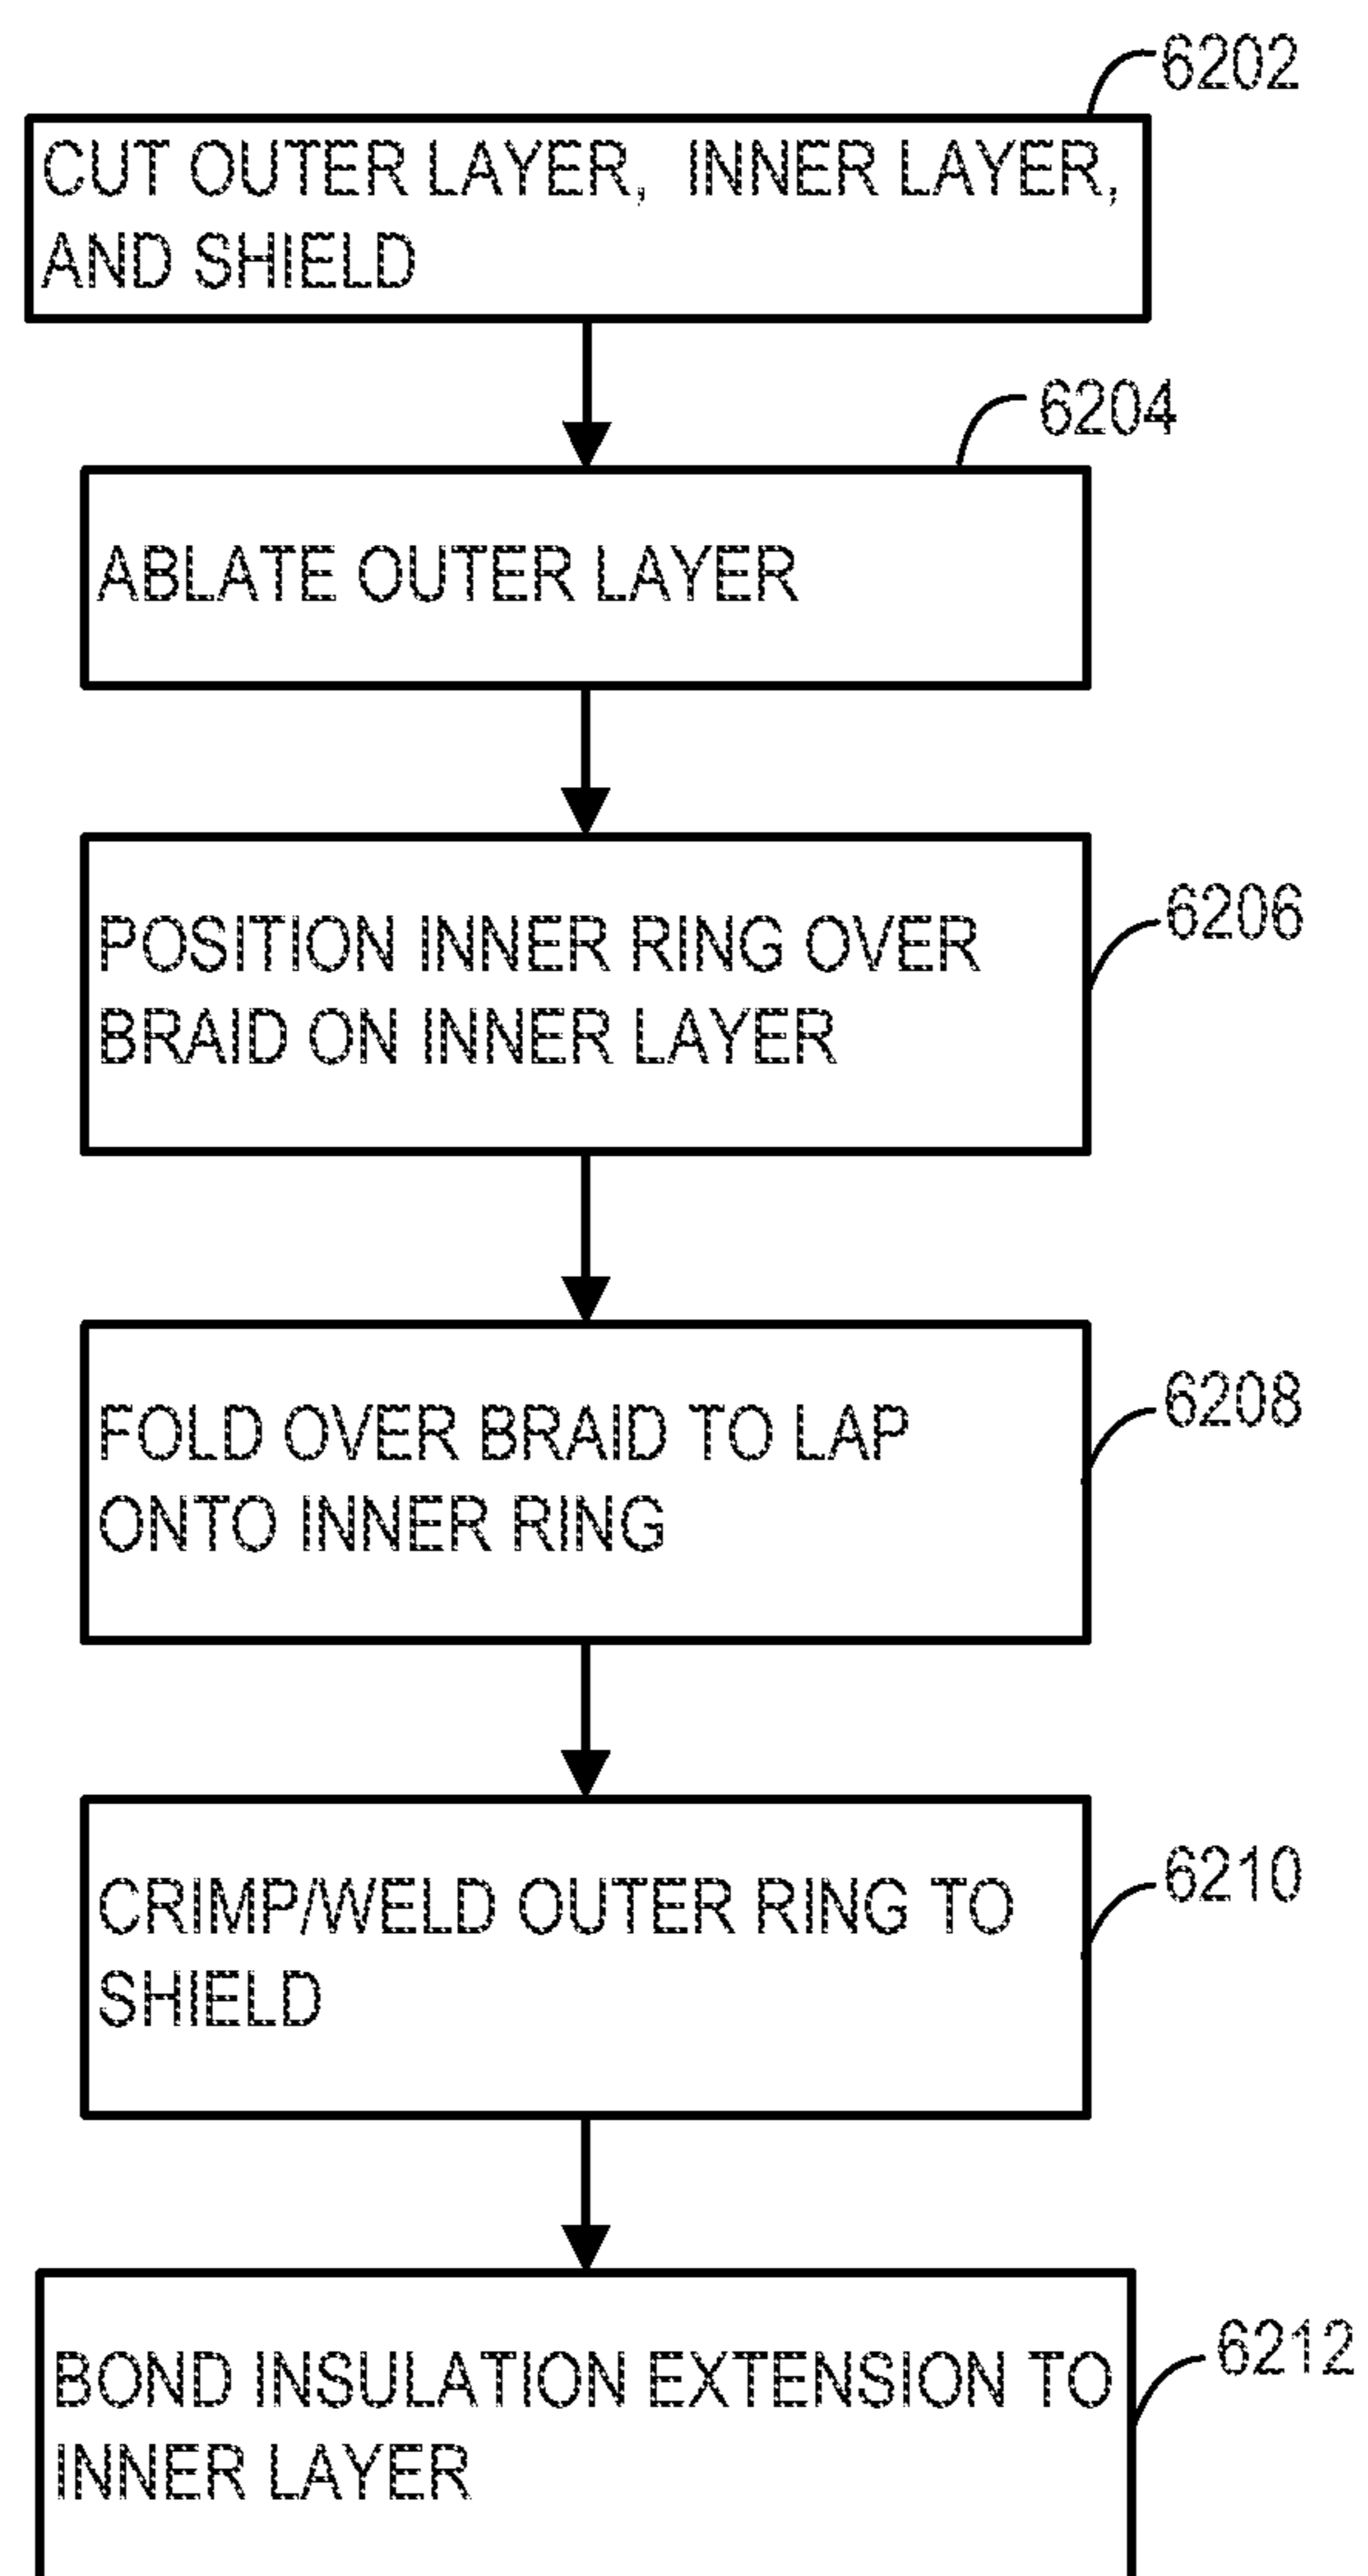 6202
CUT OUTER LAYER, INNER LAYER,
AND SHIELD
6204
ABLATE OUTER LAYER
6206
POSITION INNER RING OVER
BRAID ON INNER LAYER
6208
FOLD OVER BRAID TO LAP
ONTO INNER RING
6210
CRIMP/WELD OUTER RING TO
SHIELD
6212
BOND INSULATION EXTENSION TO
INNER LAYER